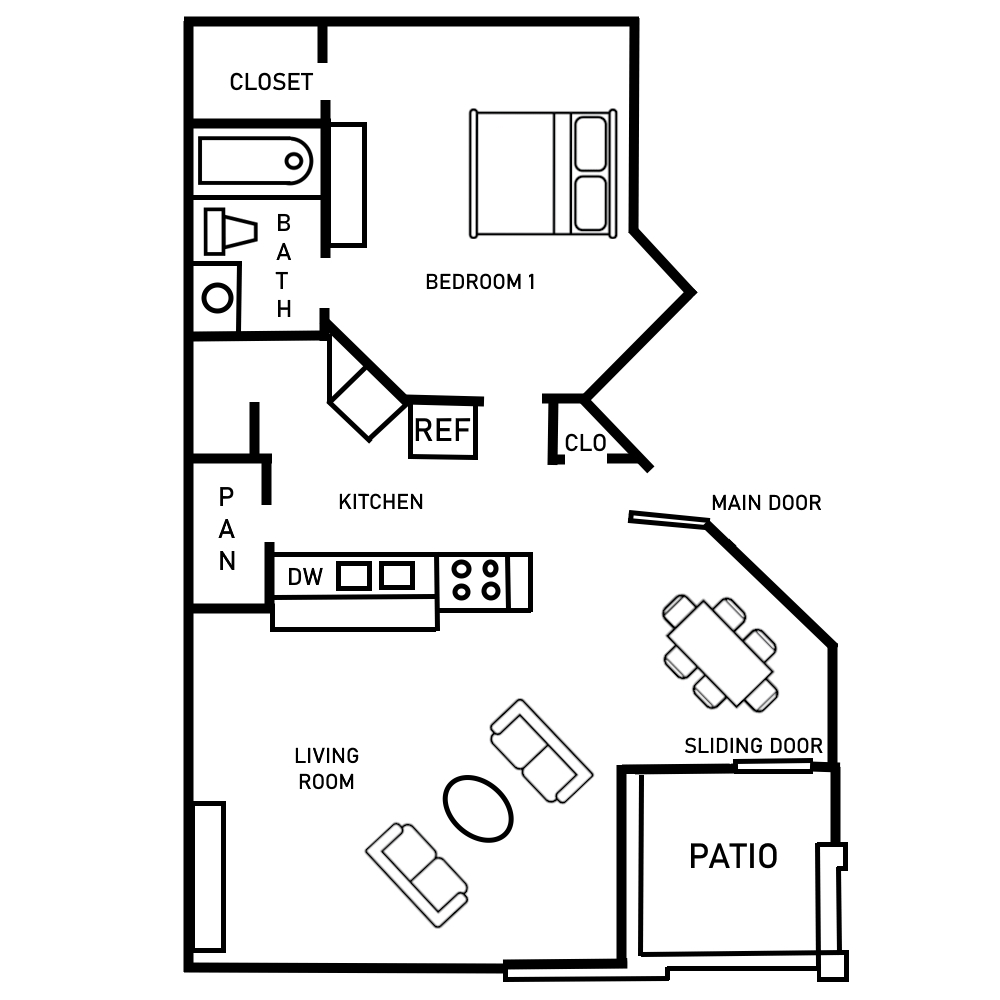 CLOSET
BATH
BEDROOM 1
REF
CLO
PAN
KITCHEN
MAIN DOOR
DW
LIVING
ROOM
SLIDING DOOR
PATIO